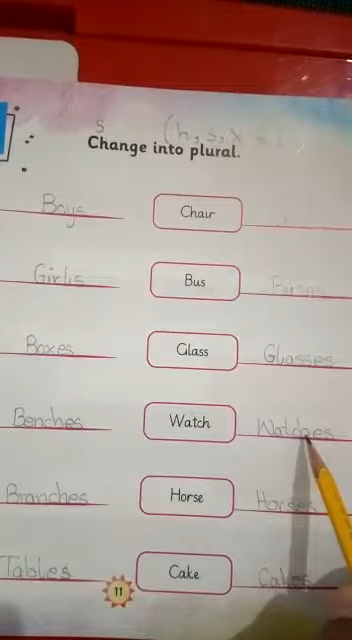 S (h, s, x
Change into plural.
Boys Chair
Girls Bus Buses
Boxes Glass Glasses
Benches Watch Watches
Branches Horse Horses
Tables Cake Cakes
11